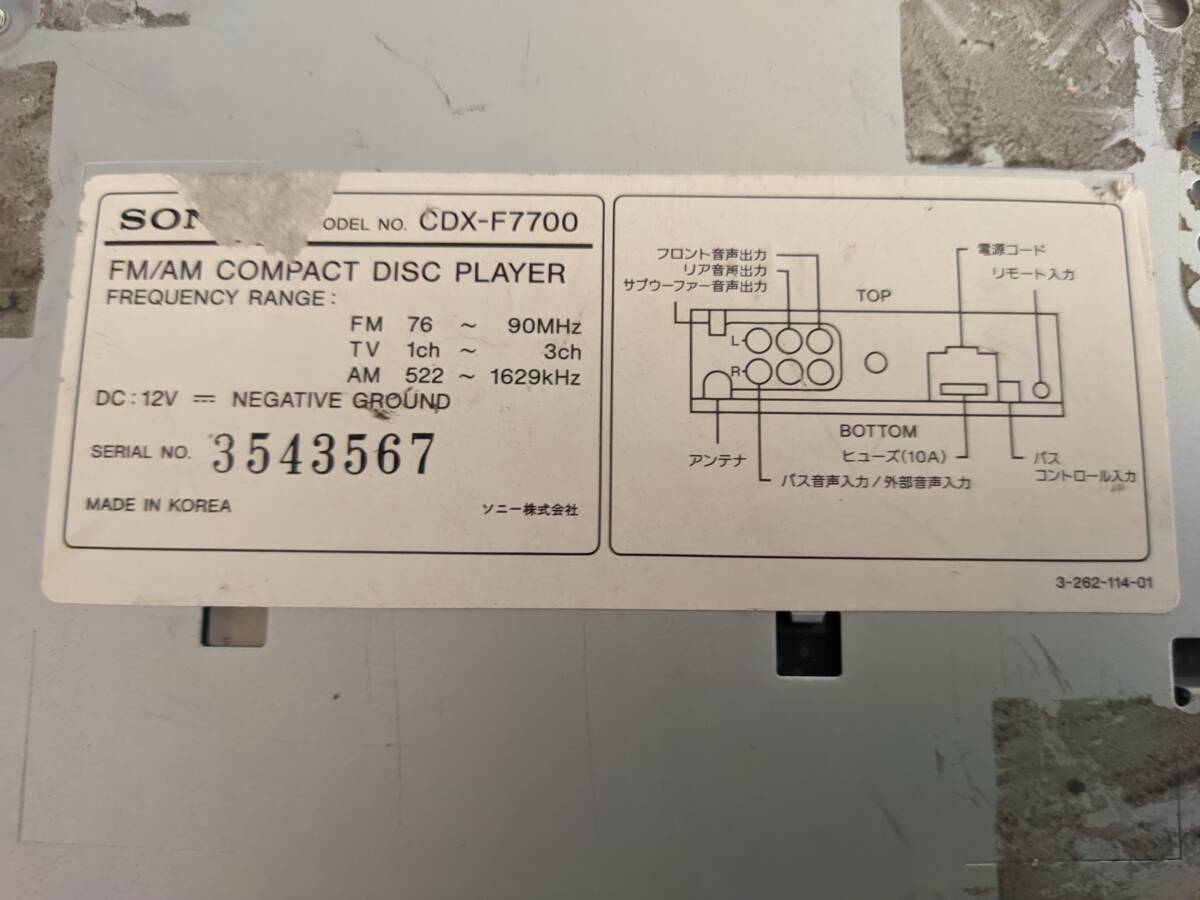 SON ODEL NO. CDX-F7700
FM/AM COMPACT DISC PLAYER
FREQUENCY RANGE:
FM 76 ~ 90MHz
TV 1ch ~ 3ch
AM 522 ~ 1629kHz
DC:12V ⎓ NEGATIVE GROUND
SERIAL NO. 3543567
MADE IN KOREA ソニー株式会社
フロント音声出力
リア音声出力
サブウーファー音声出力
電源コード
リモート入力
TOP
L
R
BOTTOM
アンテナ
ヒューズ(10A)
バス音声入力/外部音声入力
バス
コントロール入力
3-262-114-01